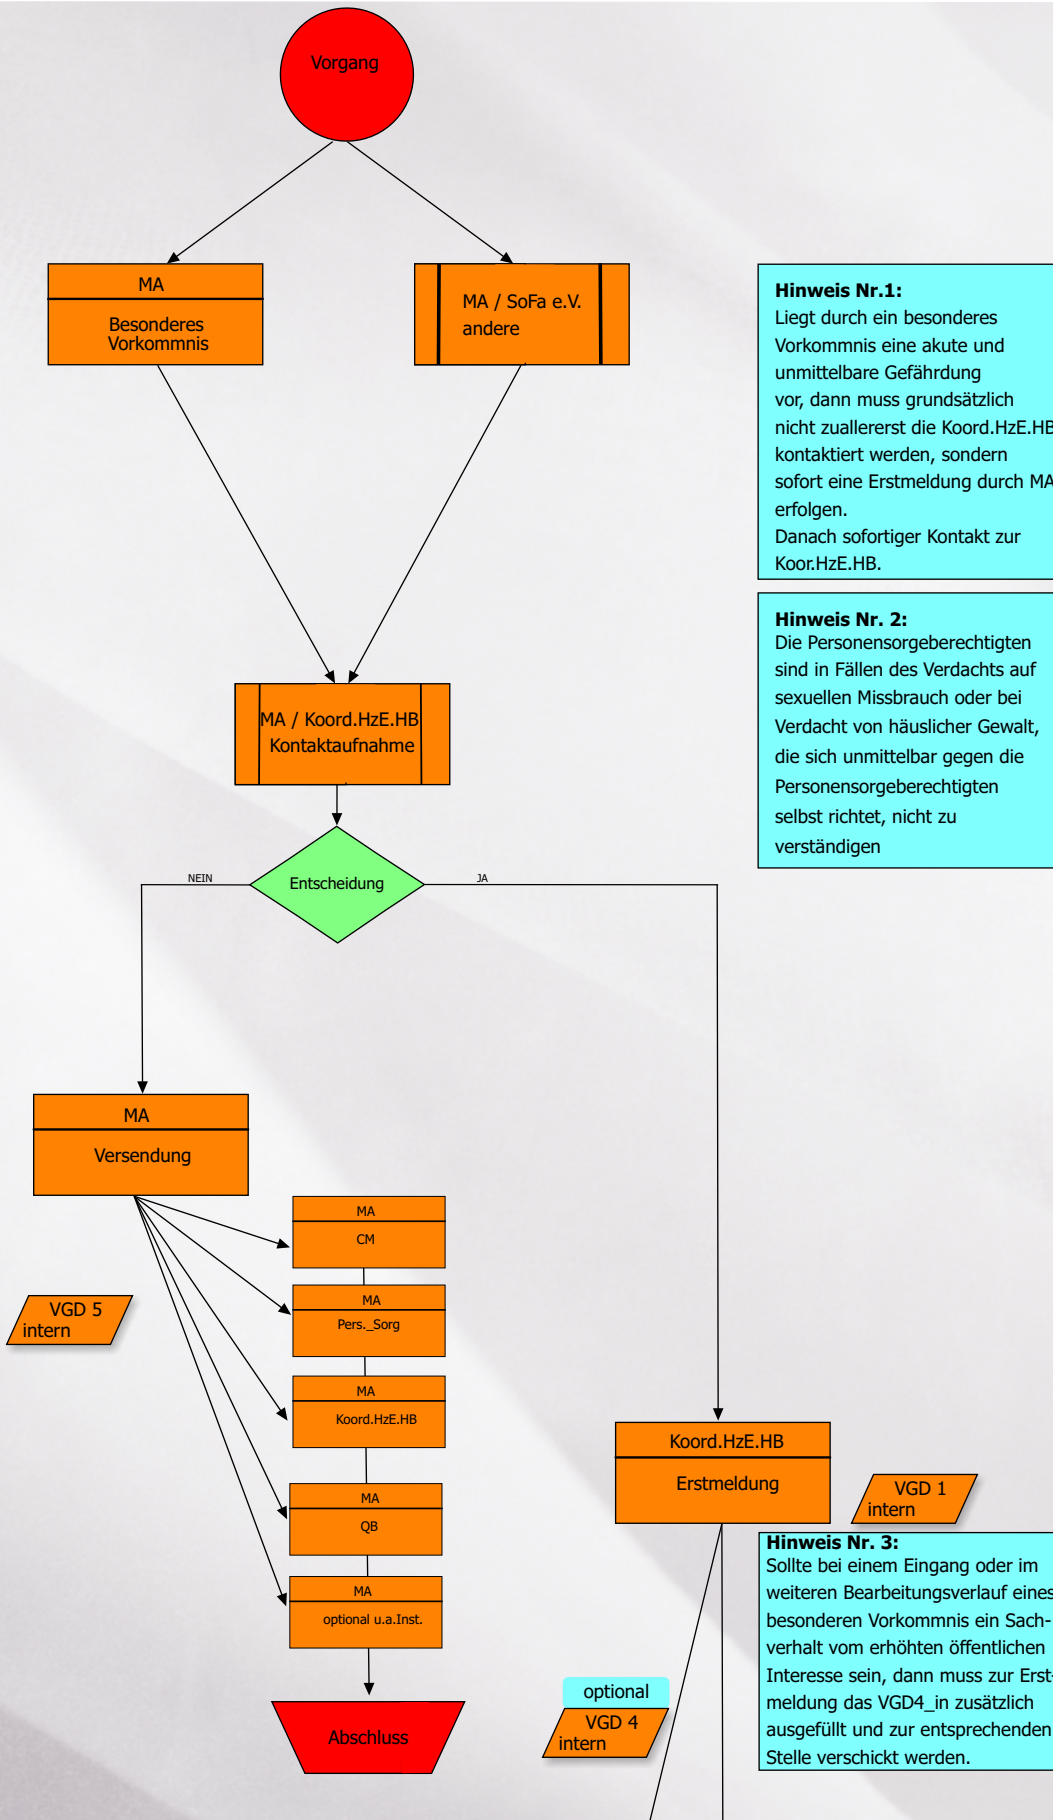 Vorgang
MA
Besonderes
Vorkommnis
MA / SoFa e.V.
andere
Hinweis Nr.1:
Liegt durch ein besonderes
Vorkommnis eine akute und
unmittelbare Gefährdung
vor, dann muss grundsätzlich
nicht zuallererst die Koord.HzE.HB
kontaktiert werden, sondern
sofort eine Erstmeldung durch MA
erfolgen.
Danach sofortiger Kontakt zur
Koor.HzE.HB.
Hinweis Nr. 2:
Die Personensorgeberechtigten
sind in Fällen des Verdachts auf
sexuellen Missbrauch oder bei
Verdacht von häuslicher Gewalt,
die sich unmittelbar gegen die
Personensorgeberechtigten
selbst richtet, nicht zu
verständigen
MA / Koord.HzE.HB
Kontaktaufnahme
Entscheidung
NEIN
JA
MA
Versendung
VGD 5
intern
MA
CM
MA
Pers._Sorg
MA
Koord.HzE.HB
MA
QB
MA
optional u.a.Inst.
Abschluss
Koord.HzE.HB
Erstmeldung
VGD 1
intern
Hinweis Nr. 3:
Sollte bei einem Eingang oder im
weiteren Bearbeitungsverlauf eines
besonderen Vorkommnis ein Sach-
verhalt vom erhöhten öffentlichen
Interesse sein, dann muss zur Erst-
meldung das VGD4_in zusätzlich
ausgefüllt und zur entsprechenden
Stelle verschickt werden.
optional
VGD 4
intern